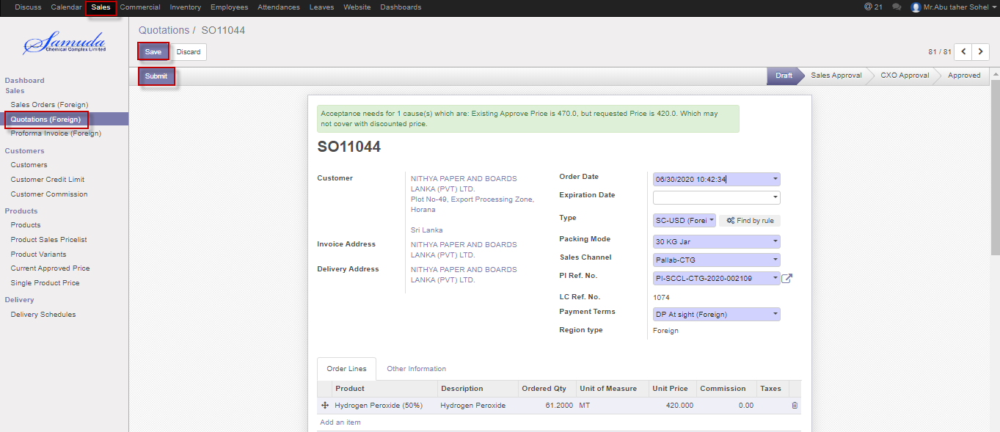 Discuss Calendar Sales Commercial Inventory Employees Attendances Leaves Website Dashboards @ 21 Mr.Abu taher Sohel
Samuda
Chemical Complex Limited
Quotations / SO11044
Save Discard
81 / 81
Submit
Draft Sales Approval CXO Approval Approved
Dashboard
Sales
Sales Orders (Foreign)
Quotations (Foreign)
Proforma Invoice (Foreign)
Customers
Customers
Customer Credit Limit
Customer Commission
Products
Products
Product Sales Pricelist
Product Variants
Current Approved Price
Single Product Price
Delivery
Delivery Schedules
Acceptance needs for 1 cause(s) which are: Existing Approve Price is 470.0, but requested Price is 420.0. Which may
not cover with discounted price.
SO11044
Customer
NITHYA PAPER AND BOARDS
LANKA (PVT) LTD.
Plot No-49, Export Processing Zone,
Horana
Sri Lanka
Invoice Address
NITHYA PAPER AND BOARDS
LANKA (PVT) LTD.
Delivery Address
NITHYA PAPER AND BOARDS
LANKA (PVT) LTD.
Order Date 06/30/2020 10:42:34
Expiration Date
Type SC-USD (Forei Find by rule
Packing Mode 30 KG Jar
Sales Channel Pallab-CTG
PI Ref. No. PI-SCCL-CTG-2020-002109
LC Ref. No. 1074
Payment Terms DP At sight (Foreign)
Region type Foreign
Order Lines Other Information
Product Description Ordered Qty Unit of Measure Unit Price Commission Taxes
Hydrogen Peroxide (50%) Hydrogen Peroxide 61.2000 MT 420.000 0.00
Add an item